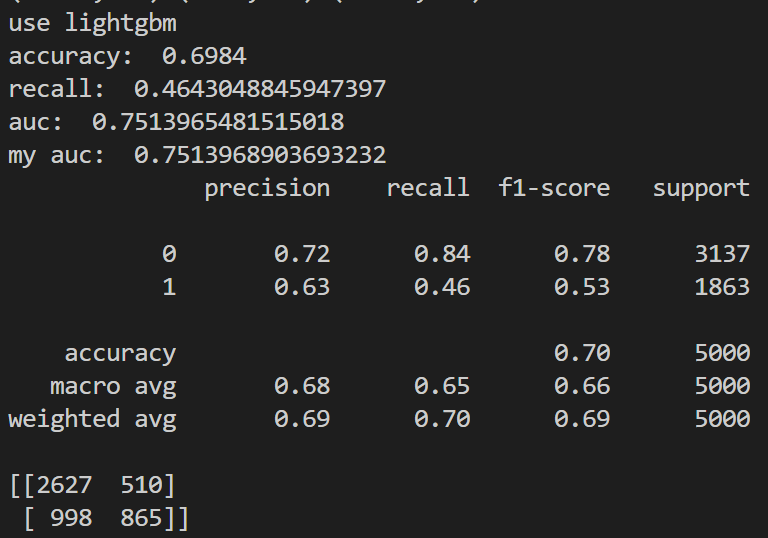 use lightgbm
accuracy:  0.6984
recall:  0.4643048845947397
auc:  0.7513965481515018
my auc:  0.7513968903693232
              precision    recall  f1-score   support
           0       0.72      0.84      0.78      3137
           1       0.63      0.46      0.53      1863
    accuracy                           0.70      5000
   macro avg       0.68      0.65      0.66      5000
weighted avg       0.69      0.70      0.69      5000
[[2627  510]
 [ 998  865]]